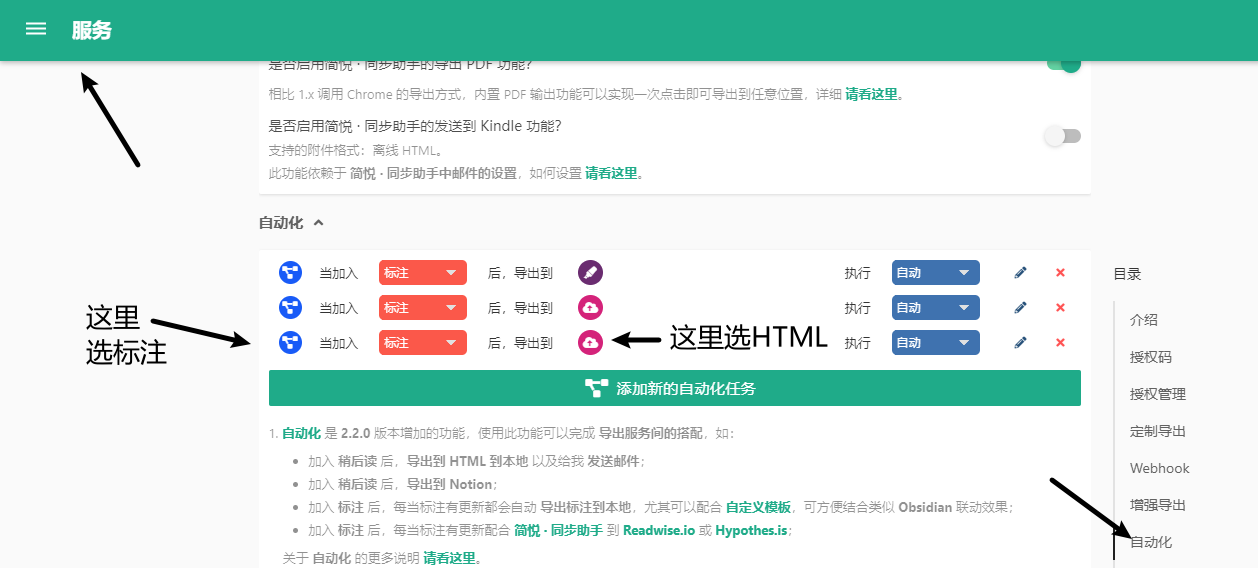 服务
是否启用简悦 · 同步助手的导出 PDF 功能？
相比 1.x 调用 Chrome 的导出方式，内置 PDF 输出功能可以实现一次点击即可导出到任意位置，详细 请看这里。
是否启用简悦 · 同步助手的发送到 Kindle 功能？
支持的附件格式：离线 HTML。
此功能依赖于 简悦 · 同步助手中邮件的设置，如何设置 请看这里。
自动化
当加入 标注 后，导出到 执行 自动
当加入 标注 后，导出到 执行 自动
当加入 标注 后，导出到 执行 自动
这里
选标注
这里选HTML
添加新的自动化任务
1. 自动化 是 2.2.0 版本增加的功能，使用此功能可以完成 导出服务间的搭配，如：
加入 稍后读 后，导出到 HTML 到本地 以及给我 发送邮件；
加入 稍后读 后，导出到 Notion；
加入 标注 后，每当标注有更新都会自动 导出标注到本地，尤其可以配合 自定义模板，可方便结合类似 Obsidian 联动效果；
加入 标注 后，每当标注有更新配合 简悦 · 同步助手 到 Readwise.io 或 Hypothes.is；
关于 自动化 的更多说明 请看这里。
目录
介绍
授权码
授权管理
定制导出
Webhook
增强导出
自动化